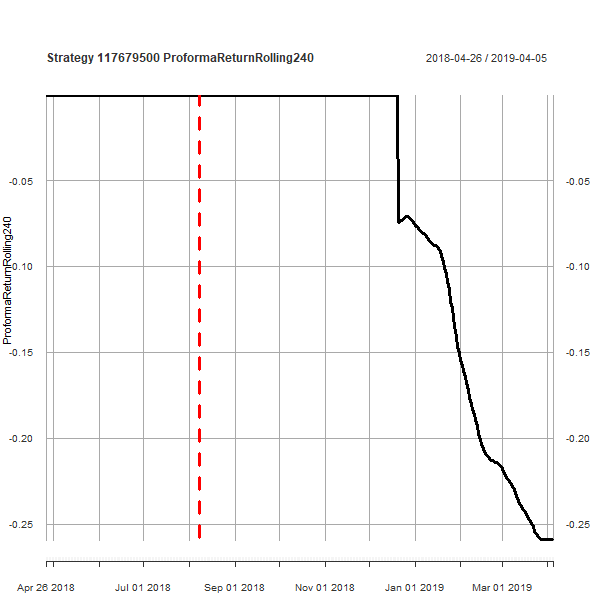 Strategy 117679500 ProformaReturnRolling240
2018-04-26 / 2019-04-05
-0.05 -0.05
-0.10 -0.10
-0.15 -0.15
-0.20 -0.20
-0.25 -0.25
ProformaReturnRolling240
Apr 26 2018 Jul 01 2018 Sep 01 2018 Nov 01 2018 Jan 01 2019 Mar 01 2019